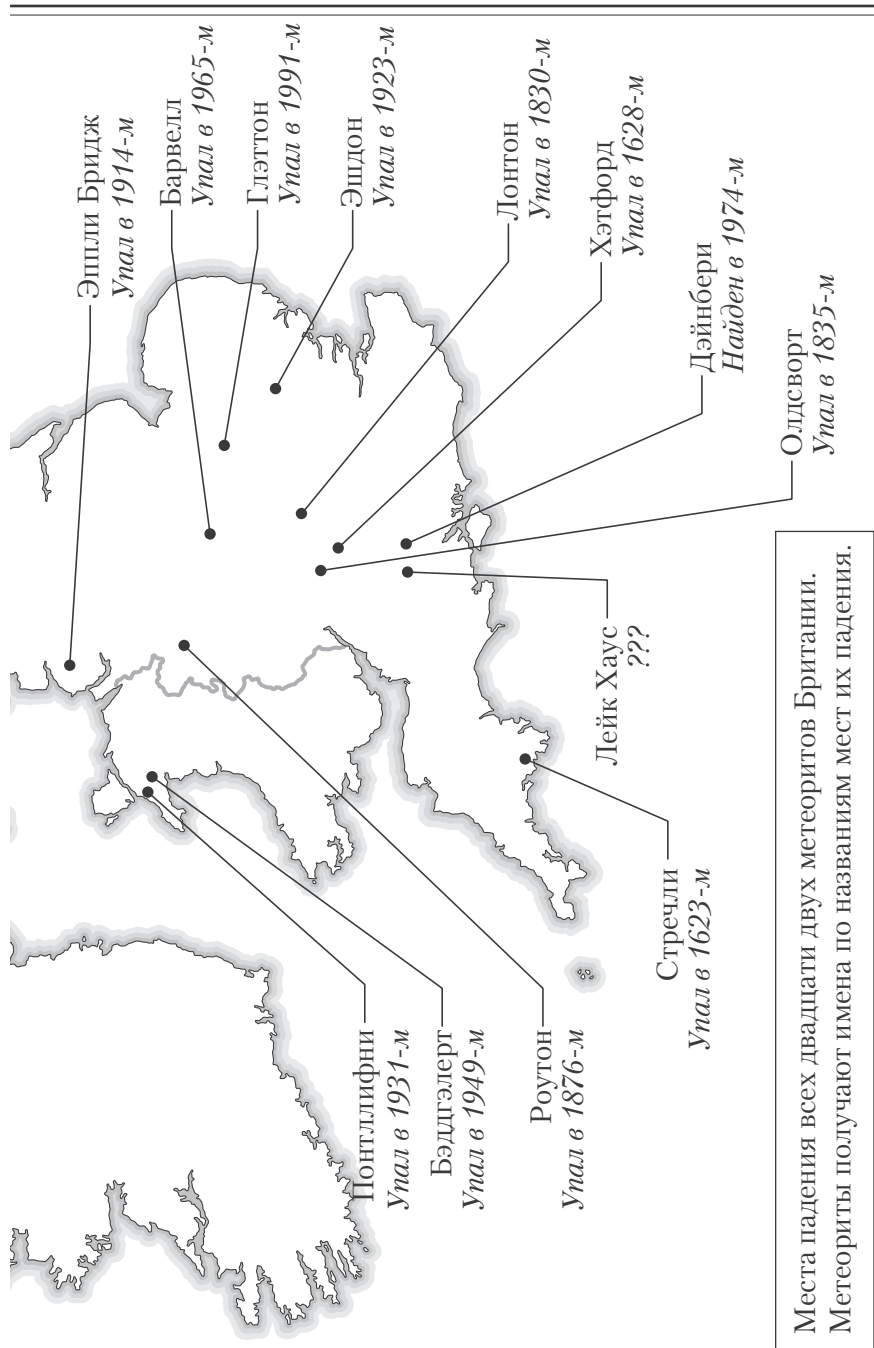 Эппли Бридж
Упал в 1914-м
Барвелл
Упал в 1965-м
Глэттон
Упал в 1991-м
Эшдон
Упал в 1923-м
Лонтон
Упал в 1830-м
Хэтфорд
Упал в 1628-м
Дэйнбери
Найден в 1974-м
Олдсворт
Упал в 1835-м
Лейк Хаус
???
Стречли
Упал в 1623-м
Понтллифни
Упал в 1931-м
Бэддгэлерт
Упал в 1949-м
Роутон
Упал в 1876-м
Места падения всех двадцати двух метеоритов Британии.
Метеориты получают имена по названиям мест их падения.